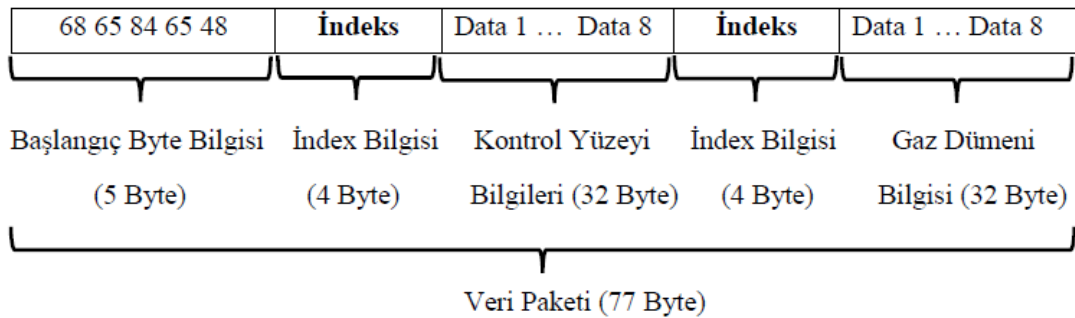 68 65 84 65 48 İndeks Data 1 … Data 8 İndeks Data 1 … Data 8
Başlangıç Byte Bilgisi İndex Bilgisi Kontrol Yüzeyi İndex Bilgisi Gaz Dümeni
(5 Byte) (4 Byte) Bilgileri (32 Byte) (4 Byte) Bilgisi (32 Byte)
Veri Paketi (77 Byte)